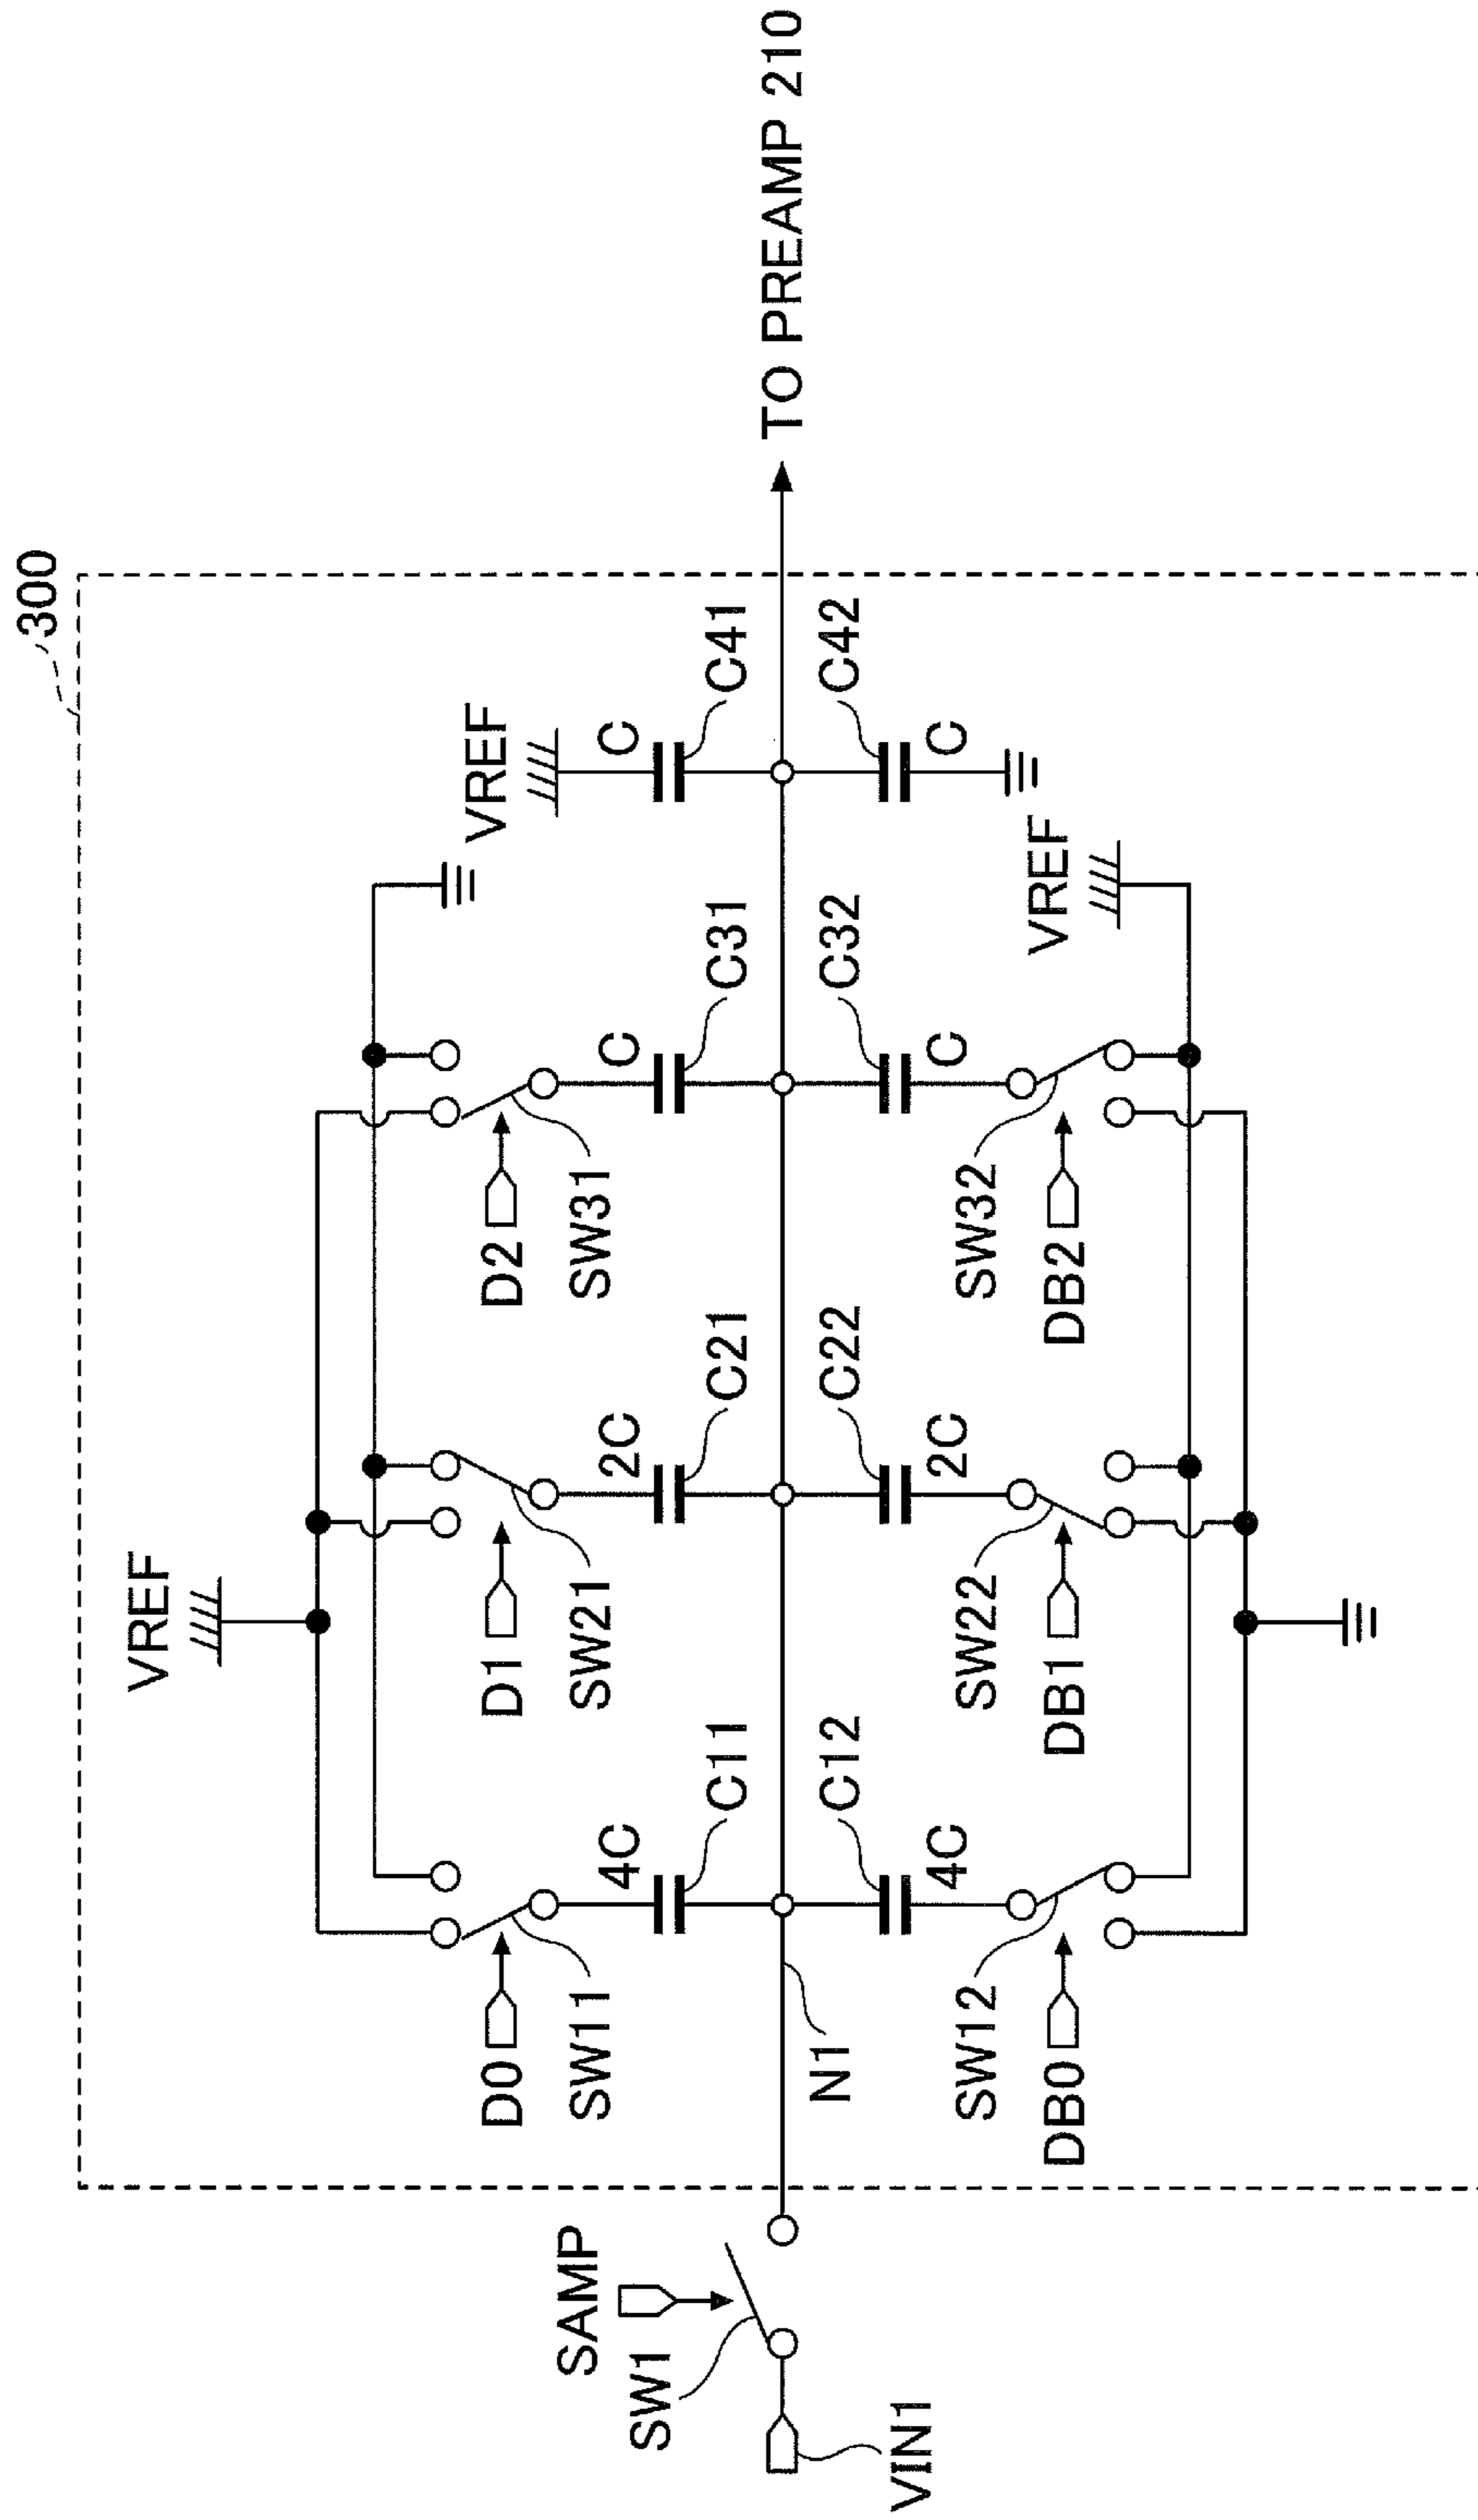 300
VREF
VREF
D0
SW11
4C
C11
D1
SW21
2C
C21
D2
SW31
C
C31
C
C41
SAMP
SW1
VIN1
N1
TO PREAMP 210
C12
4C
SW12
DB0
C22
2C
SW22
DB1
C32
C
SW32
DB2
C42
C
VREF